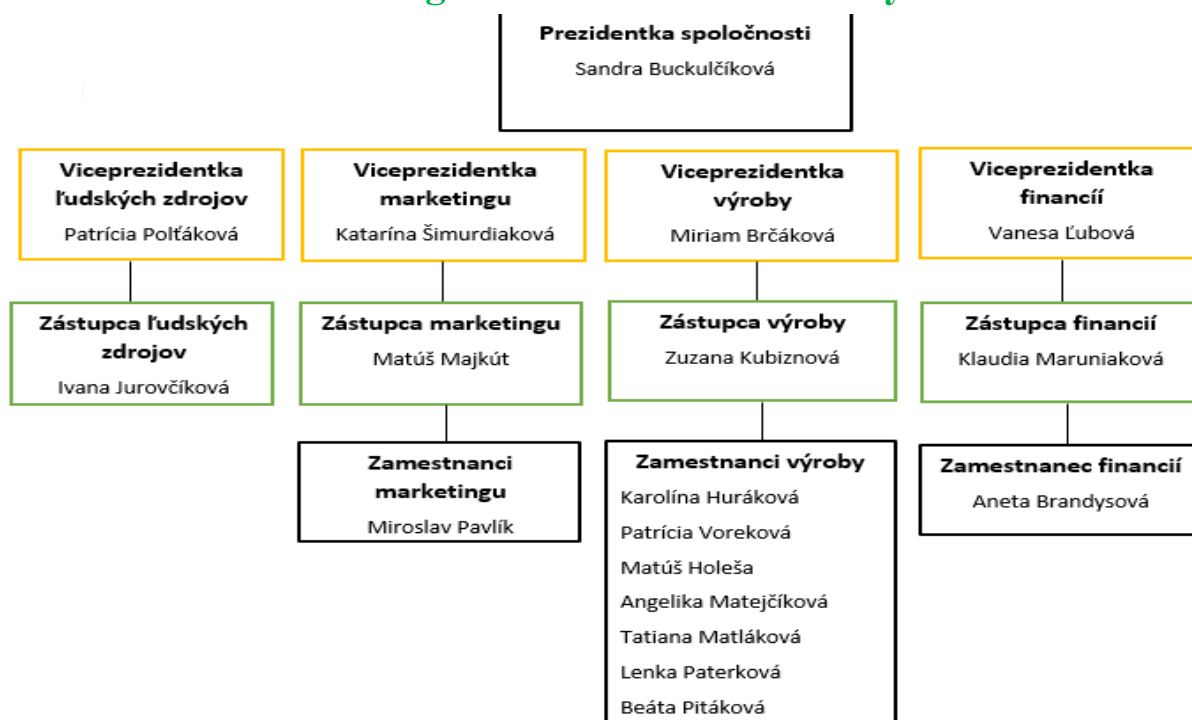 Prezidentka spoločnosti
Sandra Buckulčíková
Viceprezidentka
ľudských zdrojov
Patrícia Polťáková
Viceprezidentka
marketingu
Katarína Šimurdiaková
Viceprezidentka
výroby
Miriam Brčáková
Viceprezidentka
financíí
Vanesa Ľubová
Zástupca ľudských
zdrojov
Ivana Jurovčíková
Zástupca marketingu
Matúš Majkút
Zástupca výroby
Zuzana Kubiznová
Zástupca financií
Klaudia Maruniaková
Zamestnanci
marketingu
Miroslav Pavlík
Zamestnanci výroby
Karolína Huráková
Patrícia Voreková
Matúš Holeša
Angelika Matejčíková
Tatiana Matláková
Lenka Paterková
Beáta Pitáková
Zamestnanec financií
Aneta Brandysová